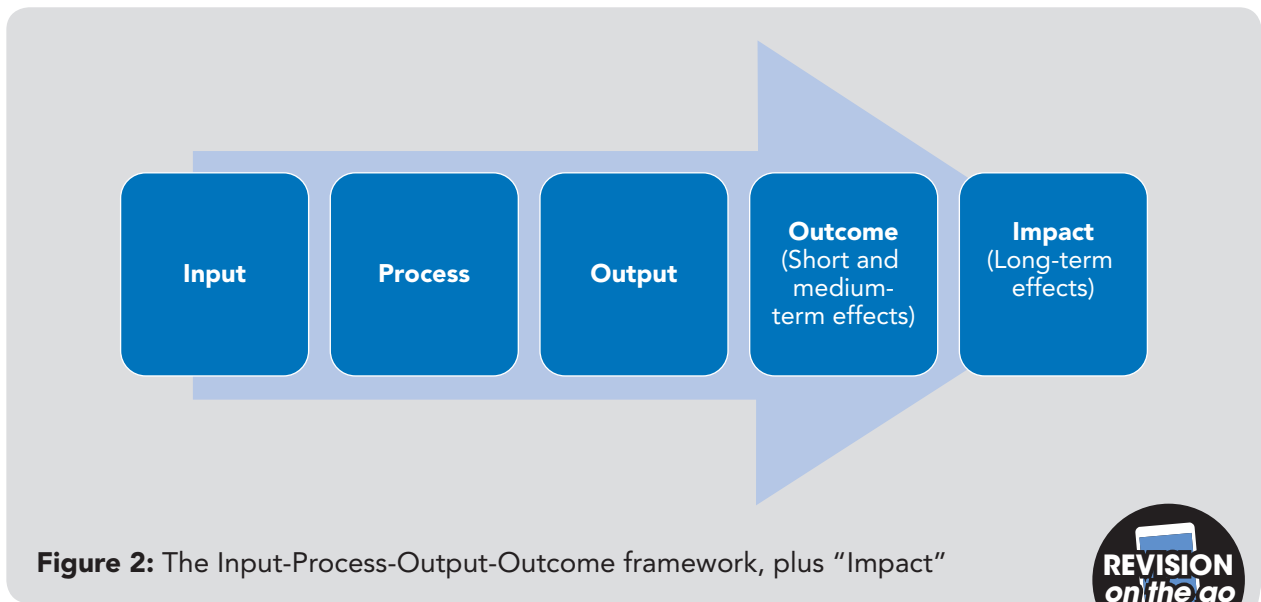 Input
Process
Output
Outcome
(Short and
medium-
term effects)
Impact
(Long-term
effects)
Figure 2: The Input-Process-Output-Outcome framework, plus “Impact”
REVISION
on the go